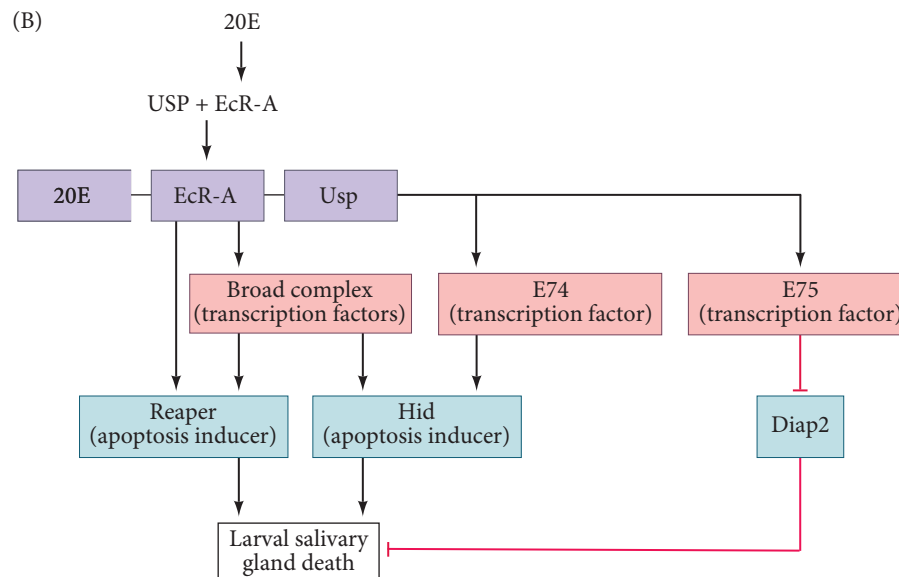 (B)
20E
USP + EcR-A
20E
EcR-A
Usp
Broad complex
(transcription factors)
E74
(transcription factor)
E75
(transcription factor)
Reaper
(apoptosis inducer)
Hid
(apoptosis inducer)
Diap2
Larval salivary
gland death